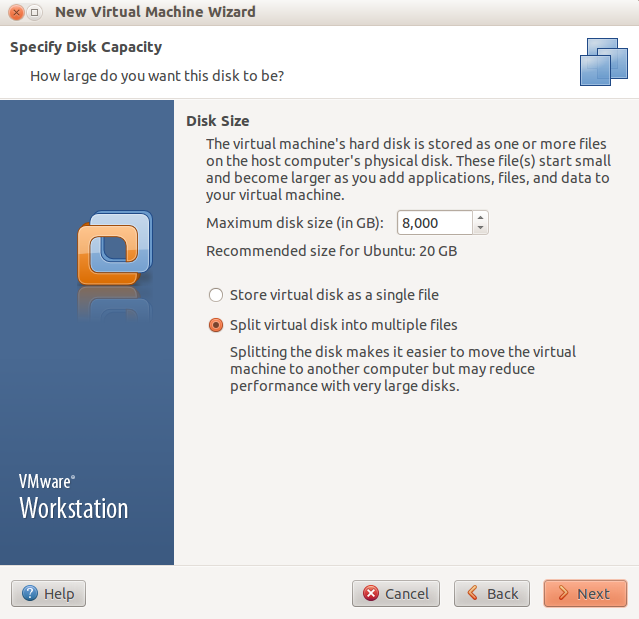 New Virtual Machine Wizard
Specify Disk Capacity
How large do you want this disk to be?
Disk Size
The virtual machine's hard disk is stored as one or more files
on the host computer's physical disk. These file(s) start small
and become larger as you add applications, files, and data to
your virtual machine.
Maximum disk size (in GB): 8,000
Recommended size for Ubuntu: 20 GB
Store virtual disk as a single file
Split virtual disk into multiple files
Splitting the disk makes it easier to move the virtual
machine to another computer but may reduce
performance with very large disks.
VMware®
Workstation
Help Cancel Back Next